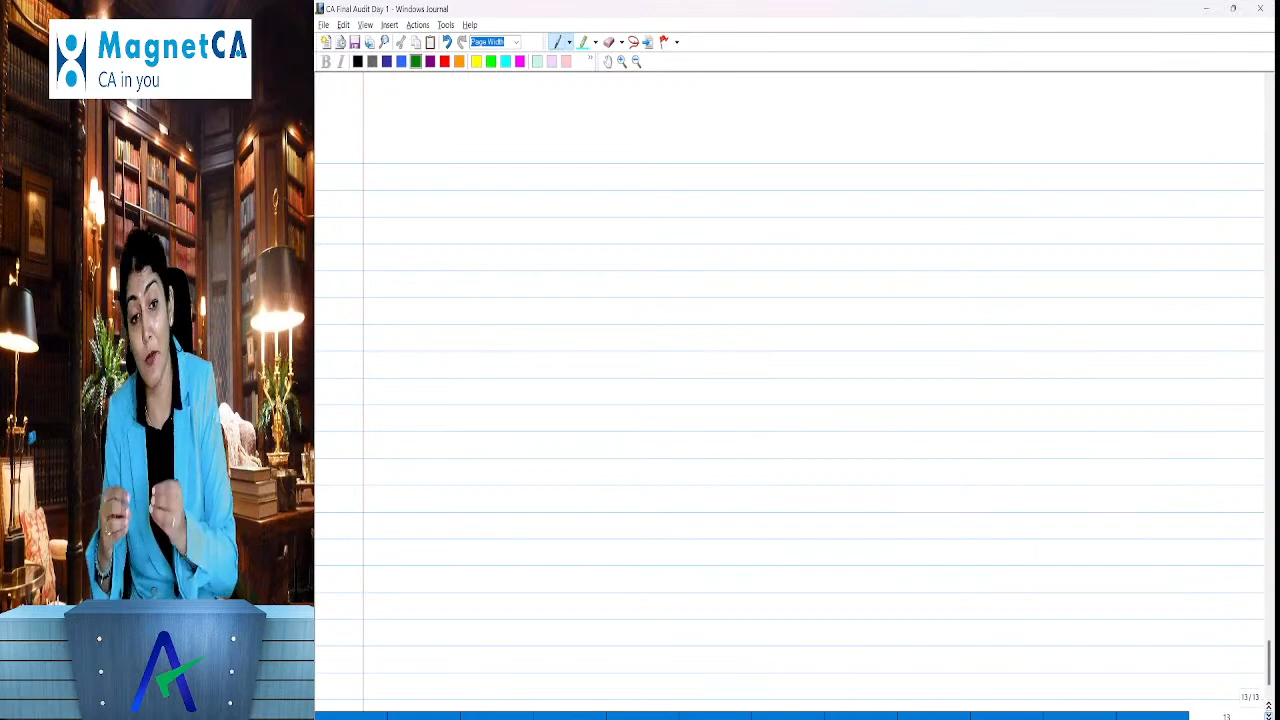 CA Final Audit Day 1 - Windows Journal
MagnetCA
CA in you
File Edit View Insert Actions Tools Help
Page Width
B I
13 / 13
13